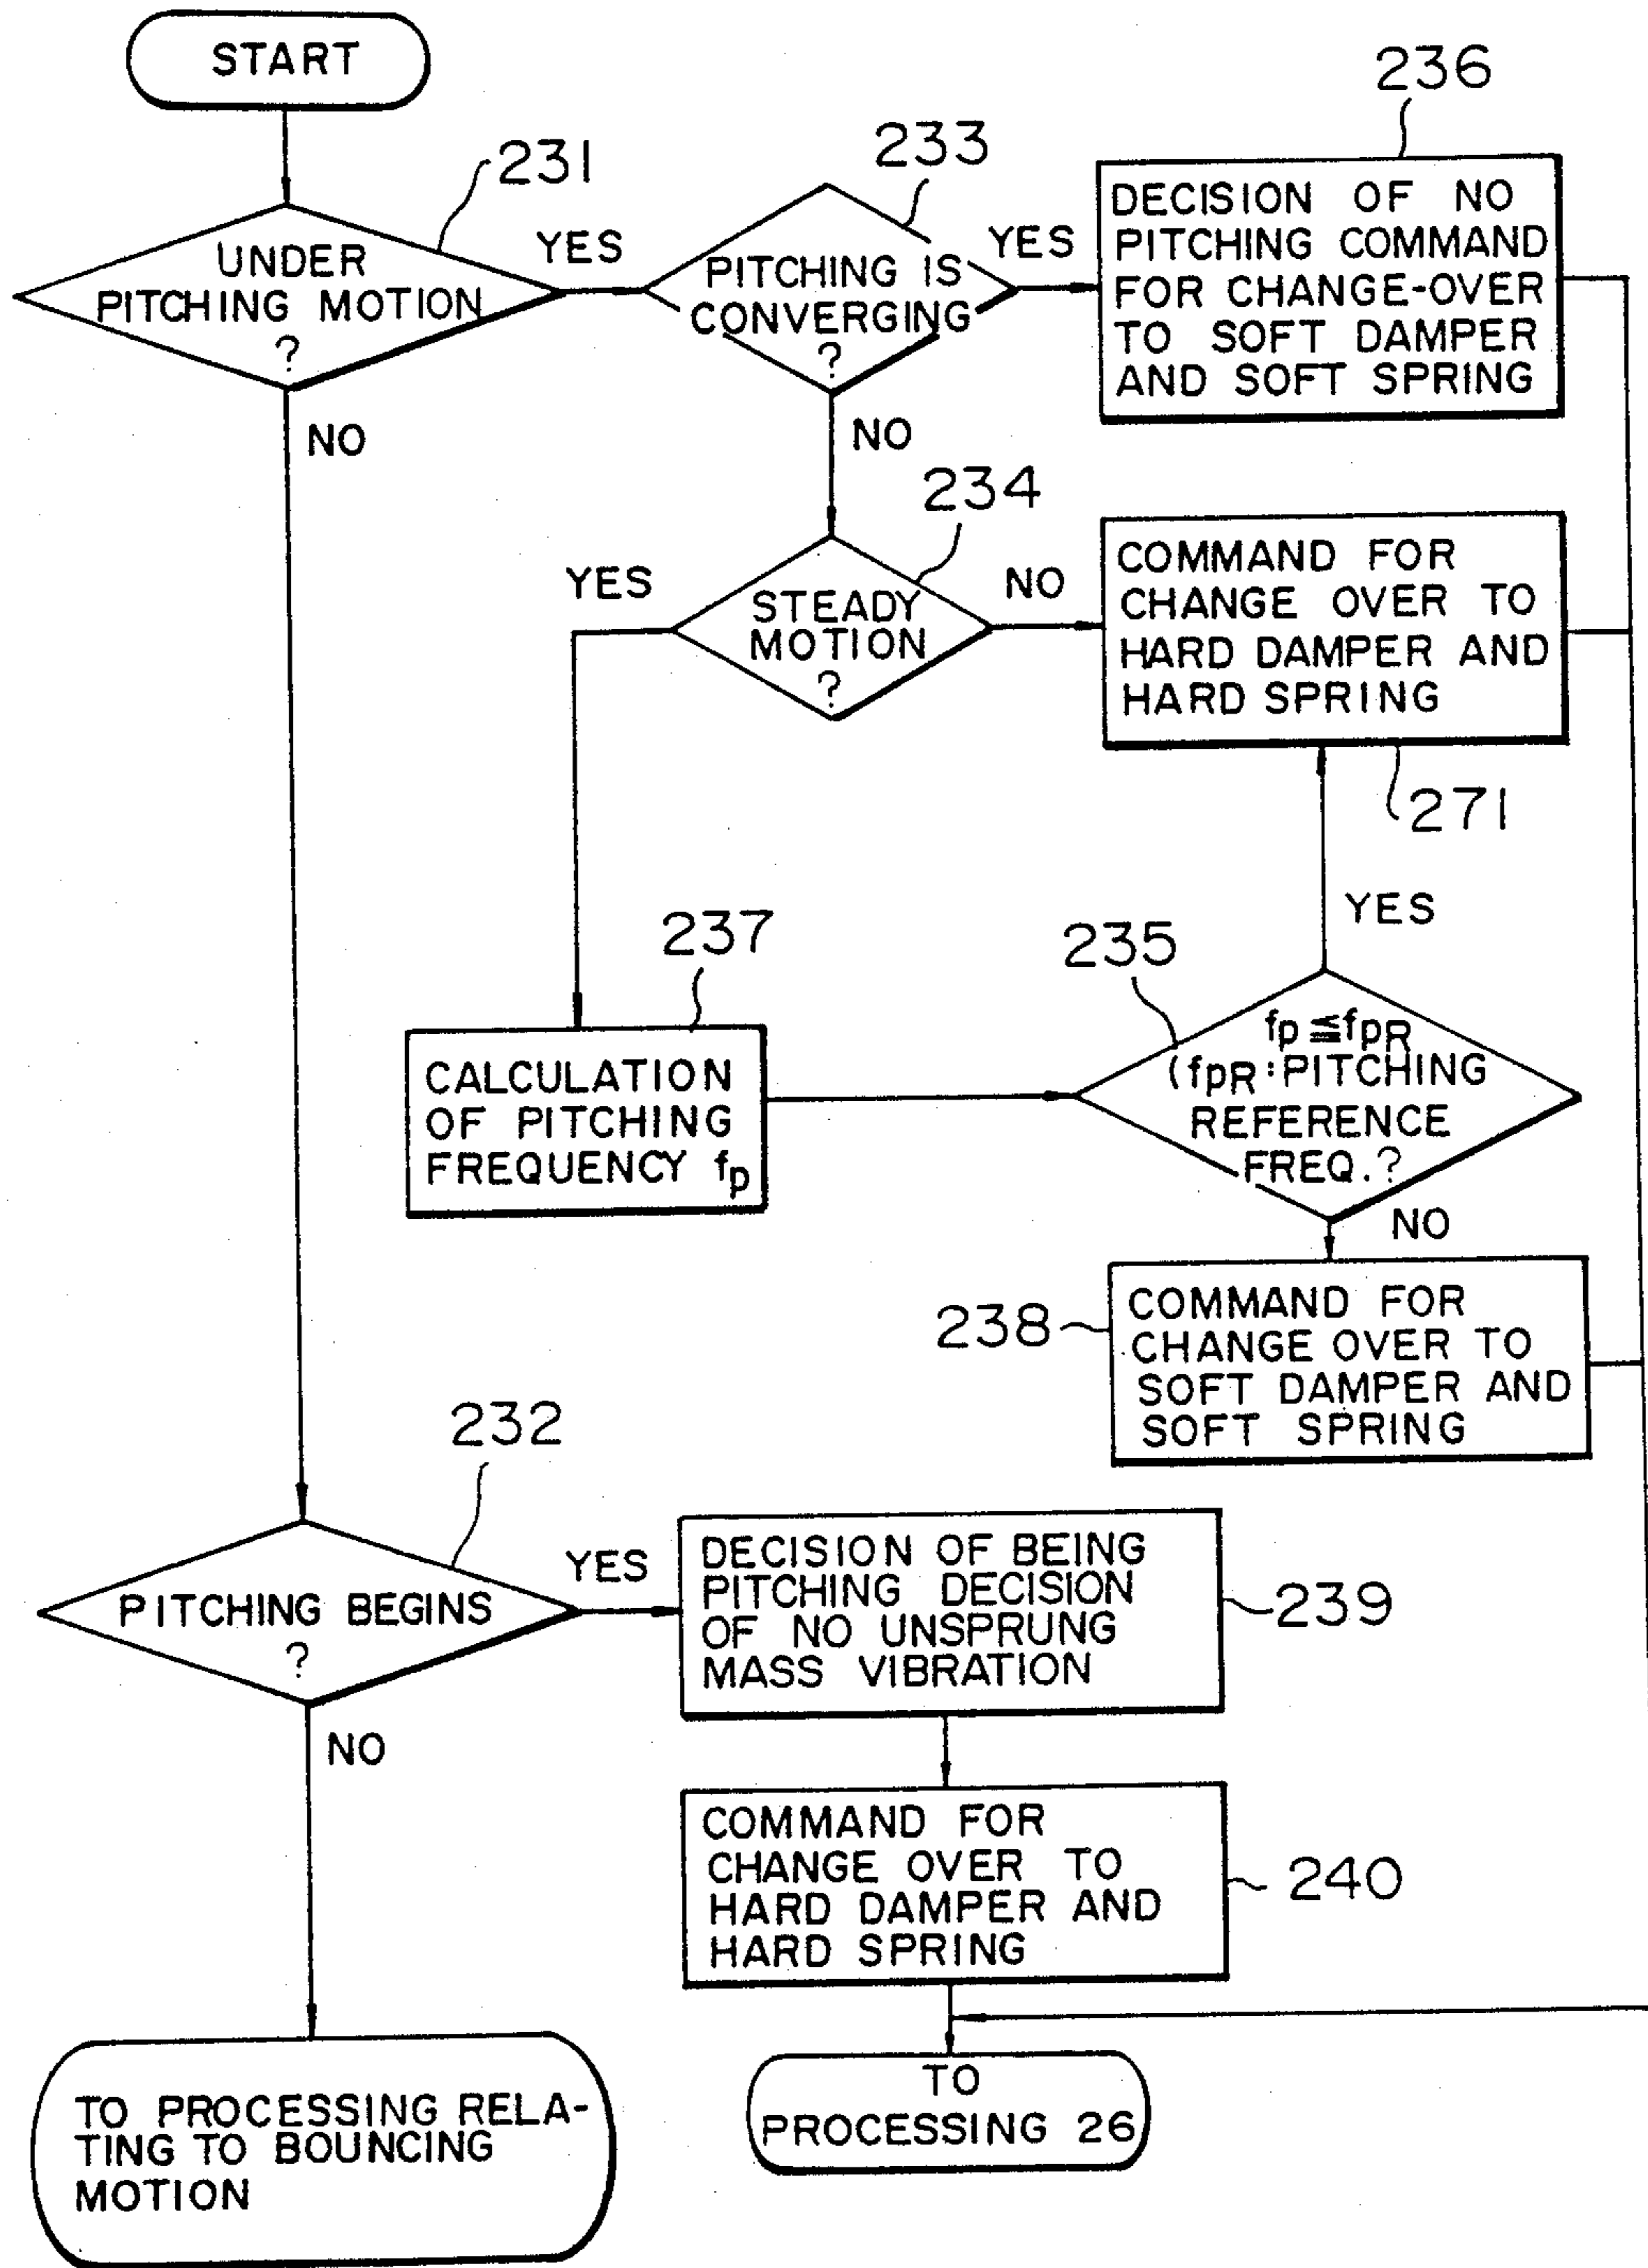 START
236
231
233
UNDER
PITCHING MOTION
?
YES
PITCHING IS
CONVERGING
?
YES
DECISION OF NO
PITCHING COMMAND
FOR CHANGE-OVER
TO SOFT DAMPER
AND SOFT SPRING
NO
NO
234
YES
STEADY
MOTION
?
NO
COMMAND FOR
CHANGE OVER TO
HARD DAMPER AND
HARD SPRING
271
YES
237
235
CALCULATION
OF PITCHING
FREQUENCY fp
fp ≦ fpR
(fpR : PITCHING
REFERENCE
FREQ. ?
NO
238
COMMAND FOR
CHANGE OVER TO
SOFT DAMPER AND
SOFT SPRING
232
PITCHING BEGINS
?
YES
DECISION OF BEING
PITCHING DECISION
OF NO UNSPRUNG
MASS VIBRATION
239
NO
COMMAND FOR
CHANGE OVER TO
HARD DAMPER AND
HARD SPRING
240
TO PROCESSING RELA-
TING TO BOUNCING
MOTION
TO
PROCESSING 26